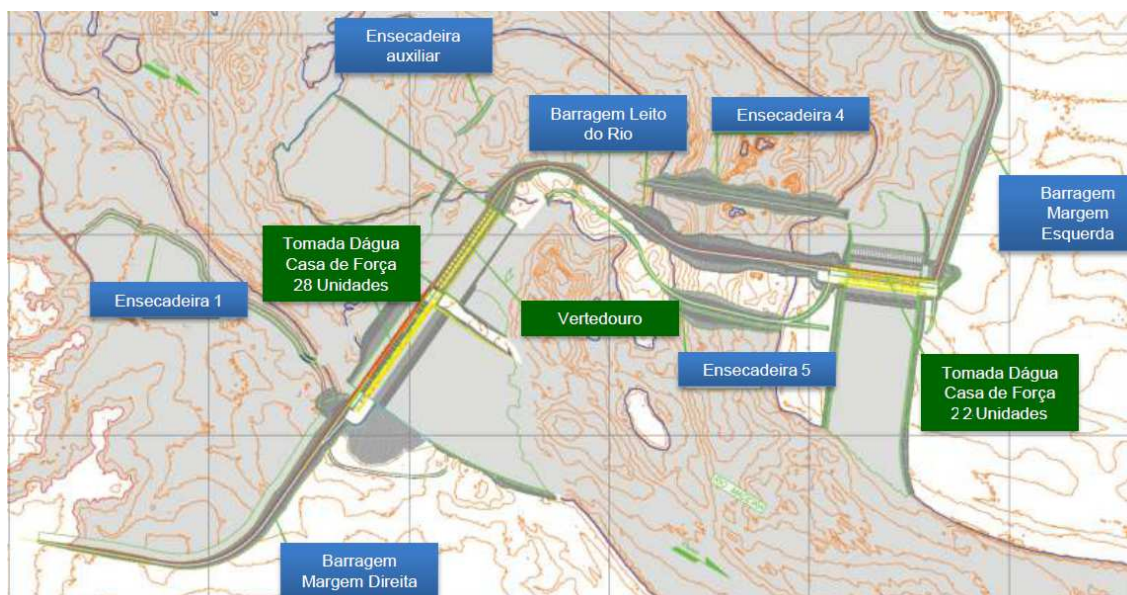 Ensecadeira
auxiliar
Barragem Leito
do Rio
Ensecadeira 4
Barragem
Margem
Esquerda
Tomada Dágua
Casa de Força
28 Unidades
Ensecadeira 1
Vertedouro
Ensecadeira 5
Tomada Dágua
Casa de Força
2 2 Unidades
Barragem
Margem Direita